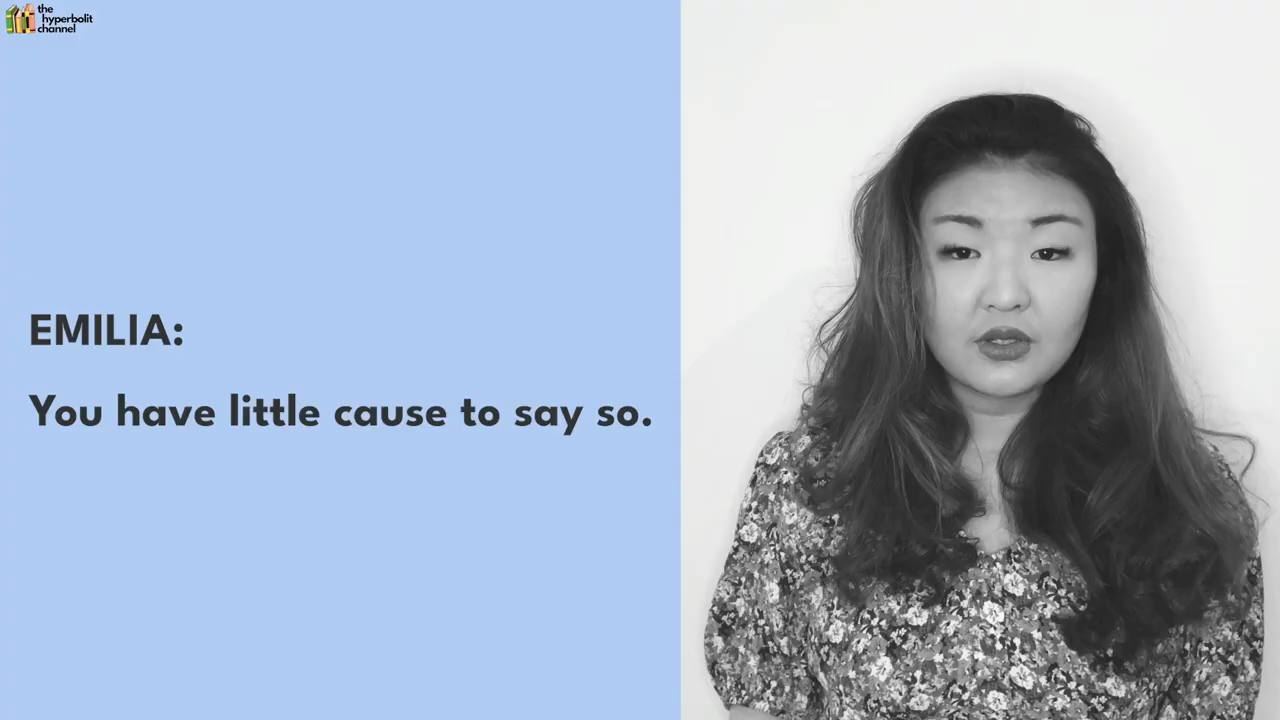 the
hyperbolit
channel
EMILIA:
You have little cause to say so.